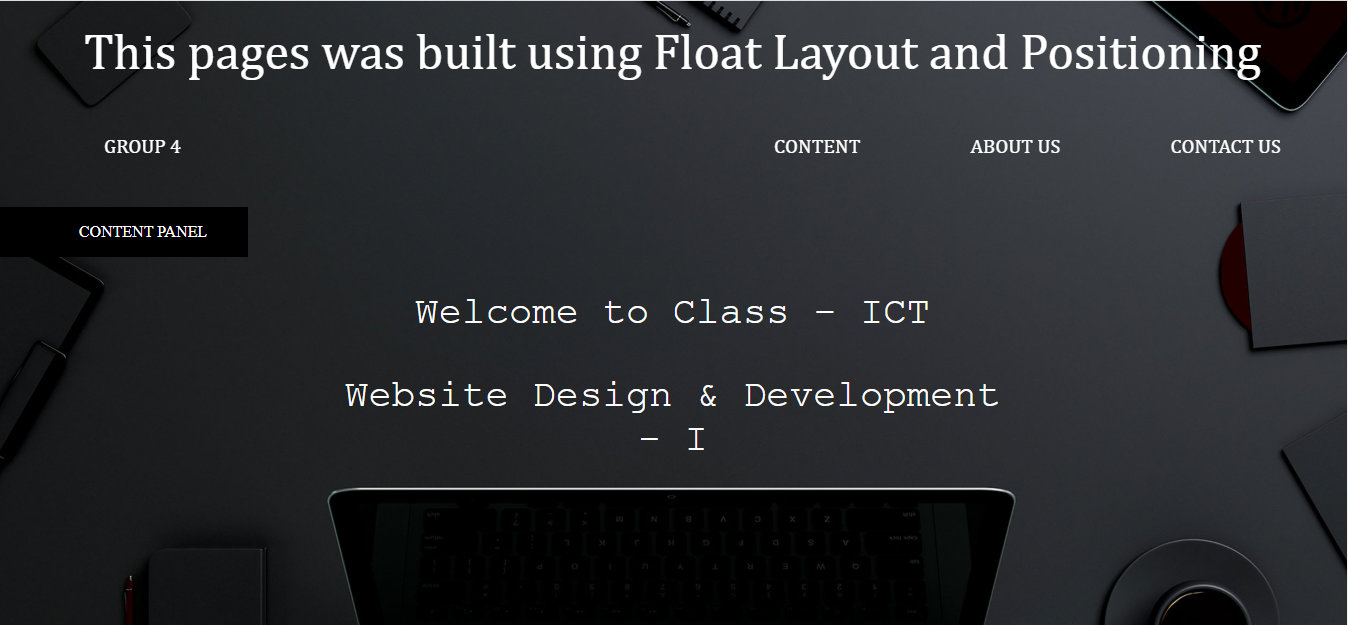 This pages was built using Float Layout and Positioning
GROUP 4 CONTENT ABOUT US CONTACT US
CONTENT PANEL
Welcome to Class - ICT
Website Design & Development
- I